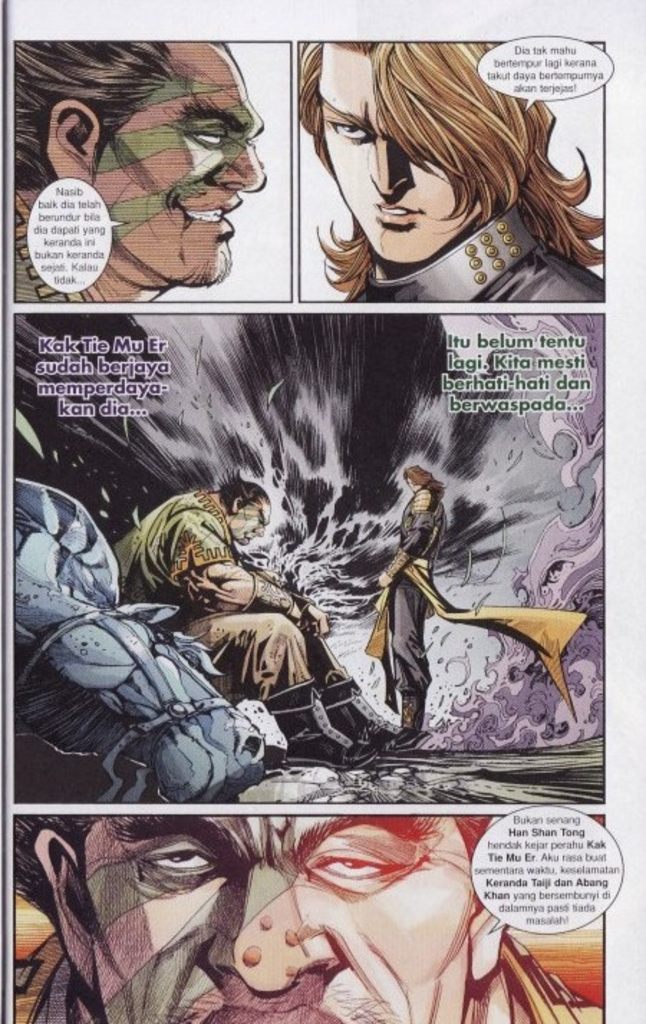 Nasib
baik dia telah
berundur bila
dia dapati yang
keranda ini
bukan keranda
sejati. Kalau
tidak...
Dia tak mahu
bertempur lagi kerana
takut daya bertempurnya
akan terjejas!
Kak Tie Mu Er
sudah berjaya
memperdaya-
kan dia...
Itu belum tentu
lagi. Kita mesti
berhati-hati dan
berwaspada...
Bukan senang
Han Shan Tong
hendak kejar perahu Kak
Tie Mu Er. Aku rasa buat
sementara waktu, keselamatan
Keranda Taiji dan Abang
Khan yang bersembunyi di
dalamnya pasti tiada
masalah!